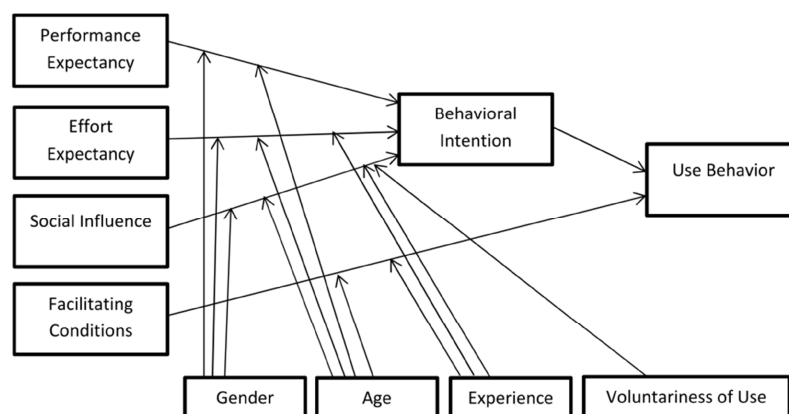 Performance
Expectancy
Effort
Expectancy
Social Influence
Facilitating
Conditions
Behavioral
Intention
Use Behavior
Gender
Age
Experience
Voluntariness of Use